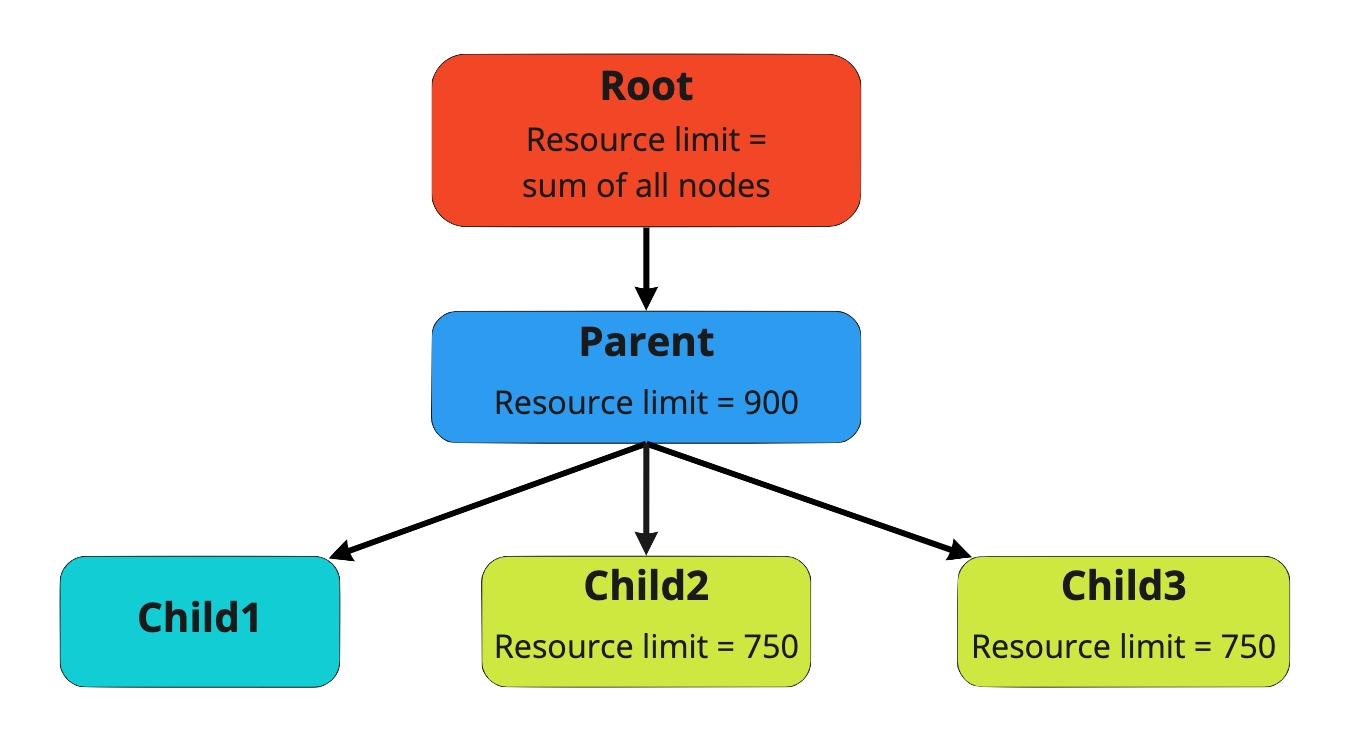 Root
Resource limit =
sum of all nodes
Parent
Resource limit = 900
Child1
Child2
Resource limit = 750
Child3
Resource limit = 750